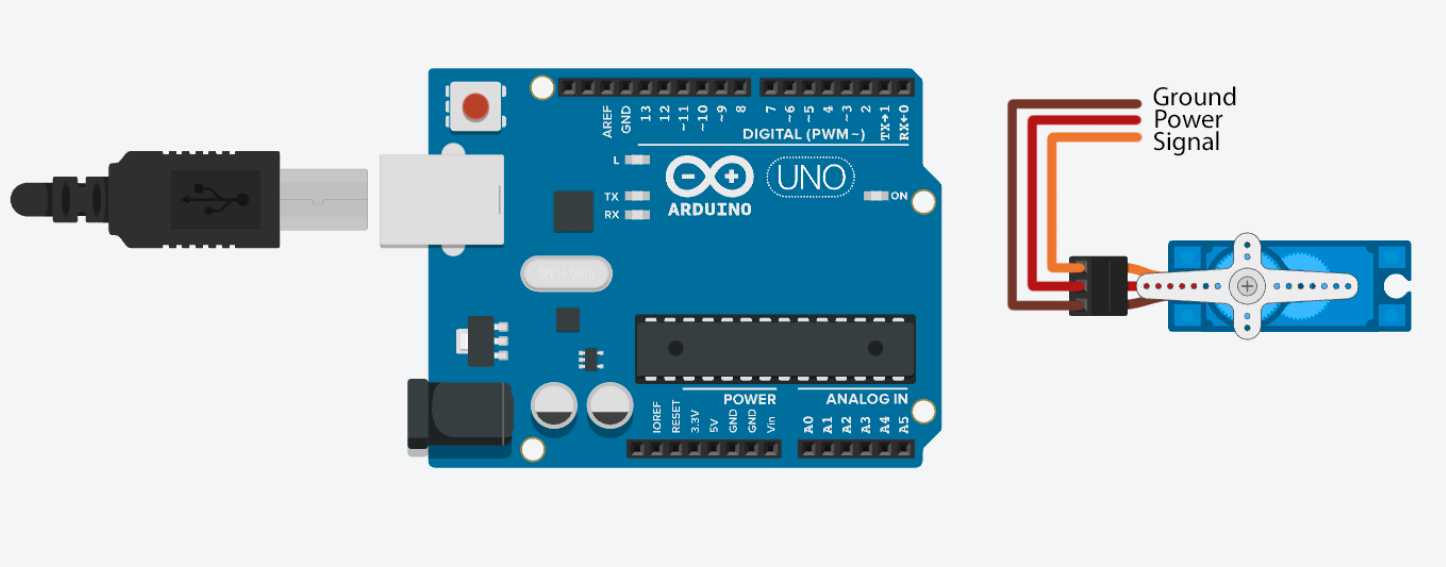 AREF
GND
13
12
~11
~10
~9
8
7
~6
~5
4
~3
2
TX→1
RX←0
DIGITAL (PWM~)
L
TX
RX
ARDUINO
UNO
ON
Ground
Power
Signal
SPK16.000G
POWER
ANALOG IN
IOREF
RESET
3.3V
5V
GND
GND
Vin
A0
A1
A2
A3
A4
A5